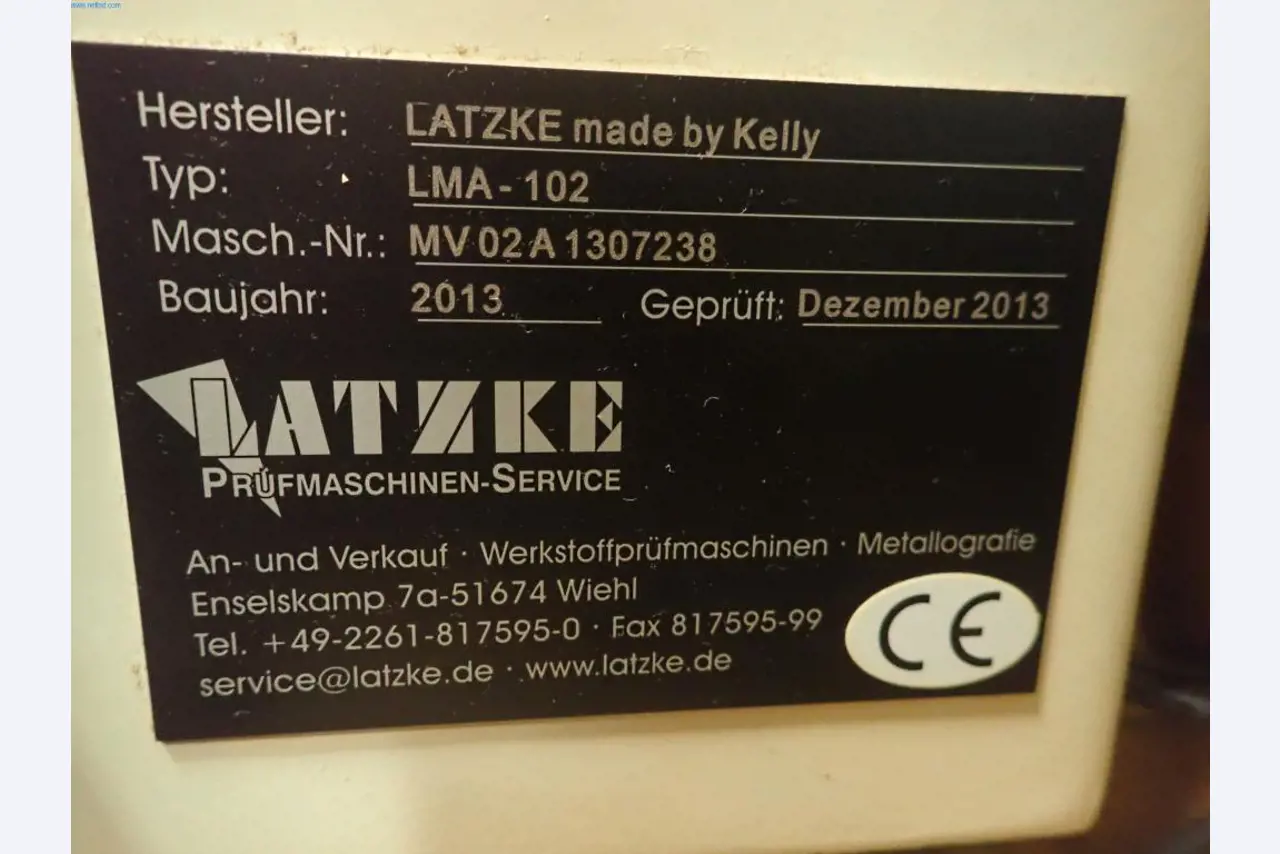 Hersteller: LATZKE made by Kelly
Typ: LMA - 102
Masch.-Nr.: MV 02 A 1307238
Baujahr: 2013 Geprüft: Dezember 2013
LATZKE
PRÜFMASCHINEN-SERVICE
An- und Verkauf · Werkstoffprüfmaschinen · Metallografie
Enselskamp 7a-51674 Wiehl
Tel. +49-2261-817595-0 · Fax 817595-99
service@latzke.de · www.latzke.de
CE